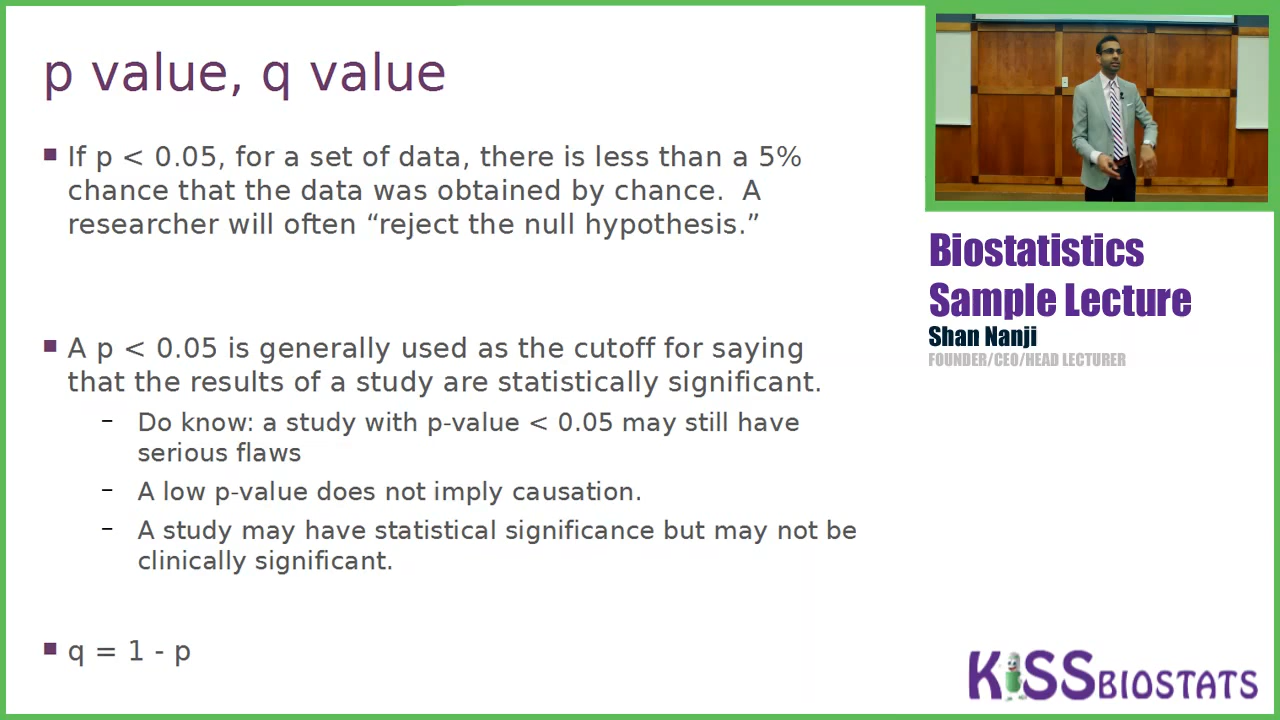 p value, q value
■ If p < 0.05, for a set of data, there is less than a 5%
chance that the data was obtained by chance. A
researcher will often “reject the null hypothesis.”
■ A p < 0.05 is generally used as the cutoff for saying
that the results of a study are statistically significant.
– Do know: a study with p-value < 0.05 may still have
serious flaws
– A low p-value does not imply causation.
– A study may have statistical significance but may not be
clinically significant.
■ q = 1 - p
Biostatistics
Sample Lecture
Shan Nanji
FOUNDER/CEO/HEAD LECTURER
KiSSBIOSTATS